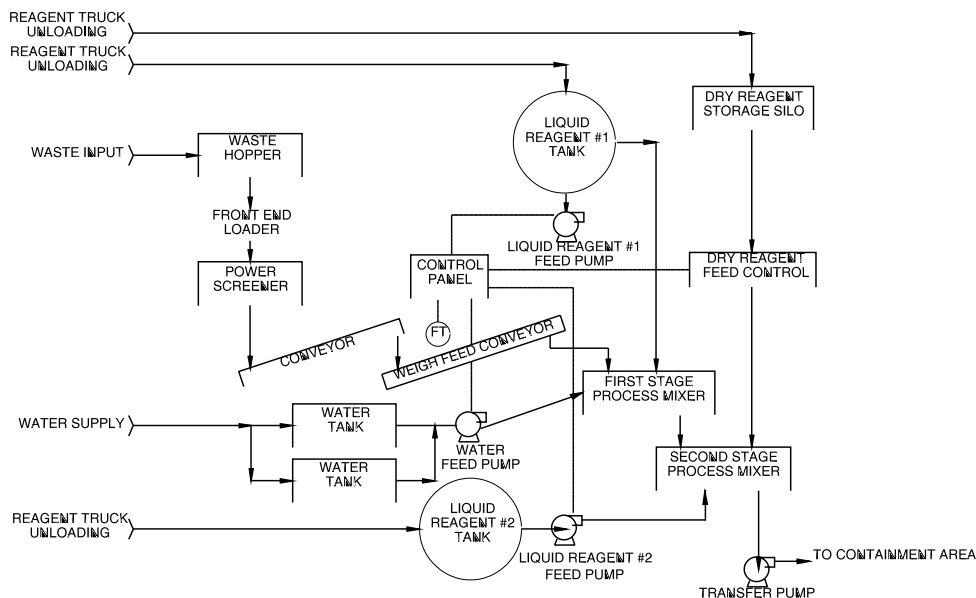 REAGENT TRUCK
UNLOADING
REAGENT TRUCK
UNLOADING
DRY REAGENT
STORAGE SILO
LIQUID
REAGENT #1
TANK
WASTE INPUT
WASTE
HOPPER
FRONT END
LOADER
LIQUID REAGENT #1
FEED PUMP
CONTROL
PANEL
DRY REAGENT
FEED CONTROL
POWER
SCREENER
FT
CONVEYOR
WEIGH FEED CONVEYOR
FIRST STAGE
PROCESS MIXER
WATER SUPPLY
WATER
TANK
WATER
FEED PUMP
SECOND STAGE
PROCESS MIXER
WATER
TANK
REAGENT TRUCK
UNLOADING
LIQUID
REAGENT #2
TANK
LIQUID REAGENT #2
FEED PUMP
TO CONTAINMENT AREA
TRANSFER PUMP